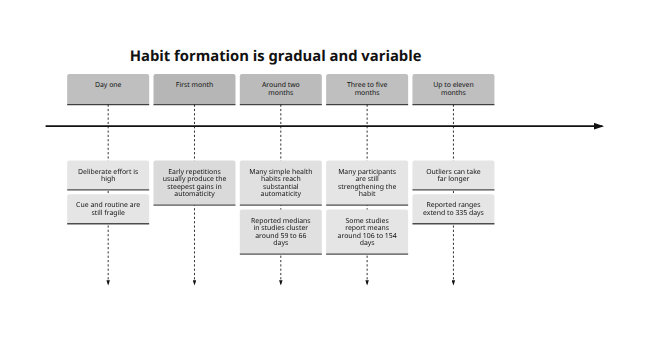 Habit formation is gradual and variable
Day one
First month
Around two
months
Three to five
months
Up to eleven
months
Deliberate effort is
high
Cue and routine are
still fragile
Early repetitions
usually produce the
steepest gains in
automaticity
Many simple health
habits reach
substantial
automaticity
Reported medians
in studies cluster
around 59 to 66
days
Many participants
are still
strengthening the
habit
Some studies
report means
around 106 to 154
days
Outliers can take
far longer
Reported ranges
extend to 335 days